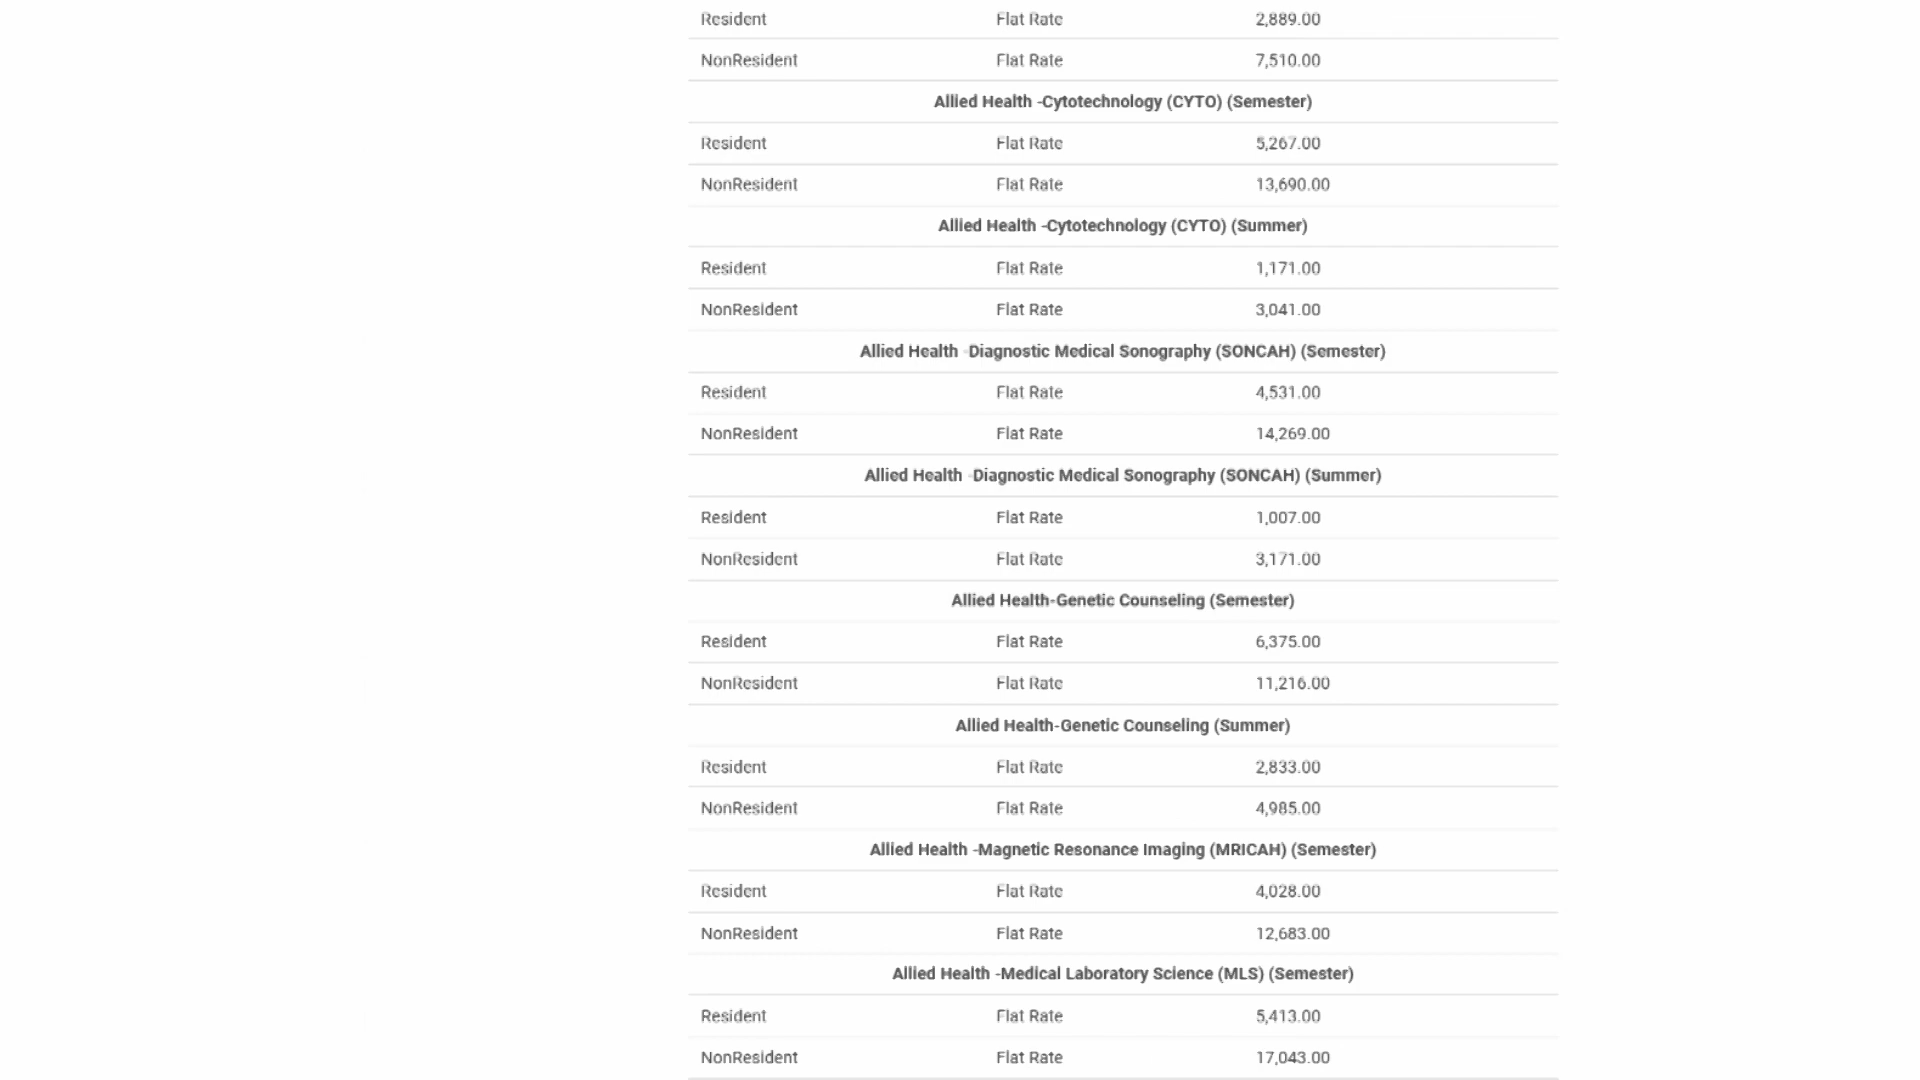 Resident Flat Rate 2,889.00
NonResident Flat Rate 7,510.00
Allied Health -Cytotechnology (CYTO) (Semester)
Resident Flat Rate 5,267.00
NonResident Flat Rate 13,690.00
Allied Health -Cytotechnology (CYTO) (Summer)
Resident Flat Rate 1,171.00
NonResident Flat Rate 3,041.00
Allied Health -Diagnostic Medical Sonography (SONCAH) (Semester)
Resident Flat Rate 4,531.00
NonResident Flat Rate 14,269.00
Allied Health -Diagnostic Medical Sonography (SONCAH) (Summer)
Resident Flat Rate 1,007.00
NonResident Flat Rate 3,171.00
Allied Health-Genetic Counseling (Semester)
Resident Flat Rate 6,375.00
NonResident Flat Rate 11,216.00
Allied Health-Genetic Counseling (Summer)
Resident Flat Rate 2,833.00
NonResident Flat Rate 4,985.00
Allied Health -Magnetic Resonance Imaging (MRICAH) (Semester)
Resident Flat Rate 4,028.00
NonResident Flat Rate 12,683.00
Allied Health -Medical Laboratory Science (MLS) (Semester)
Resident Flat Rate 5,413.00
NonResident Flat Rate 17,043.00